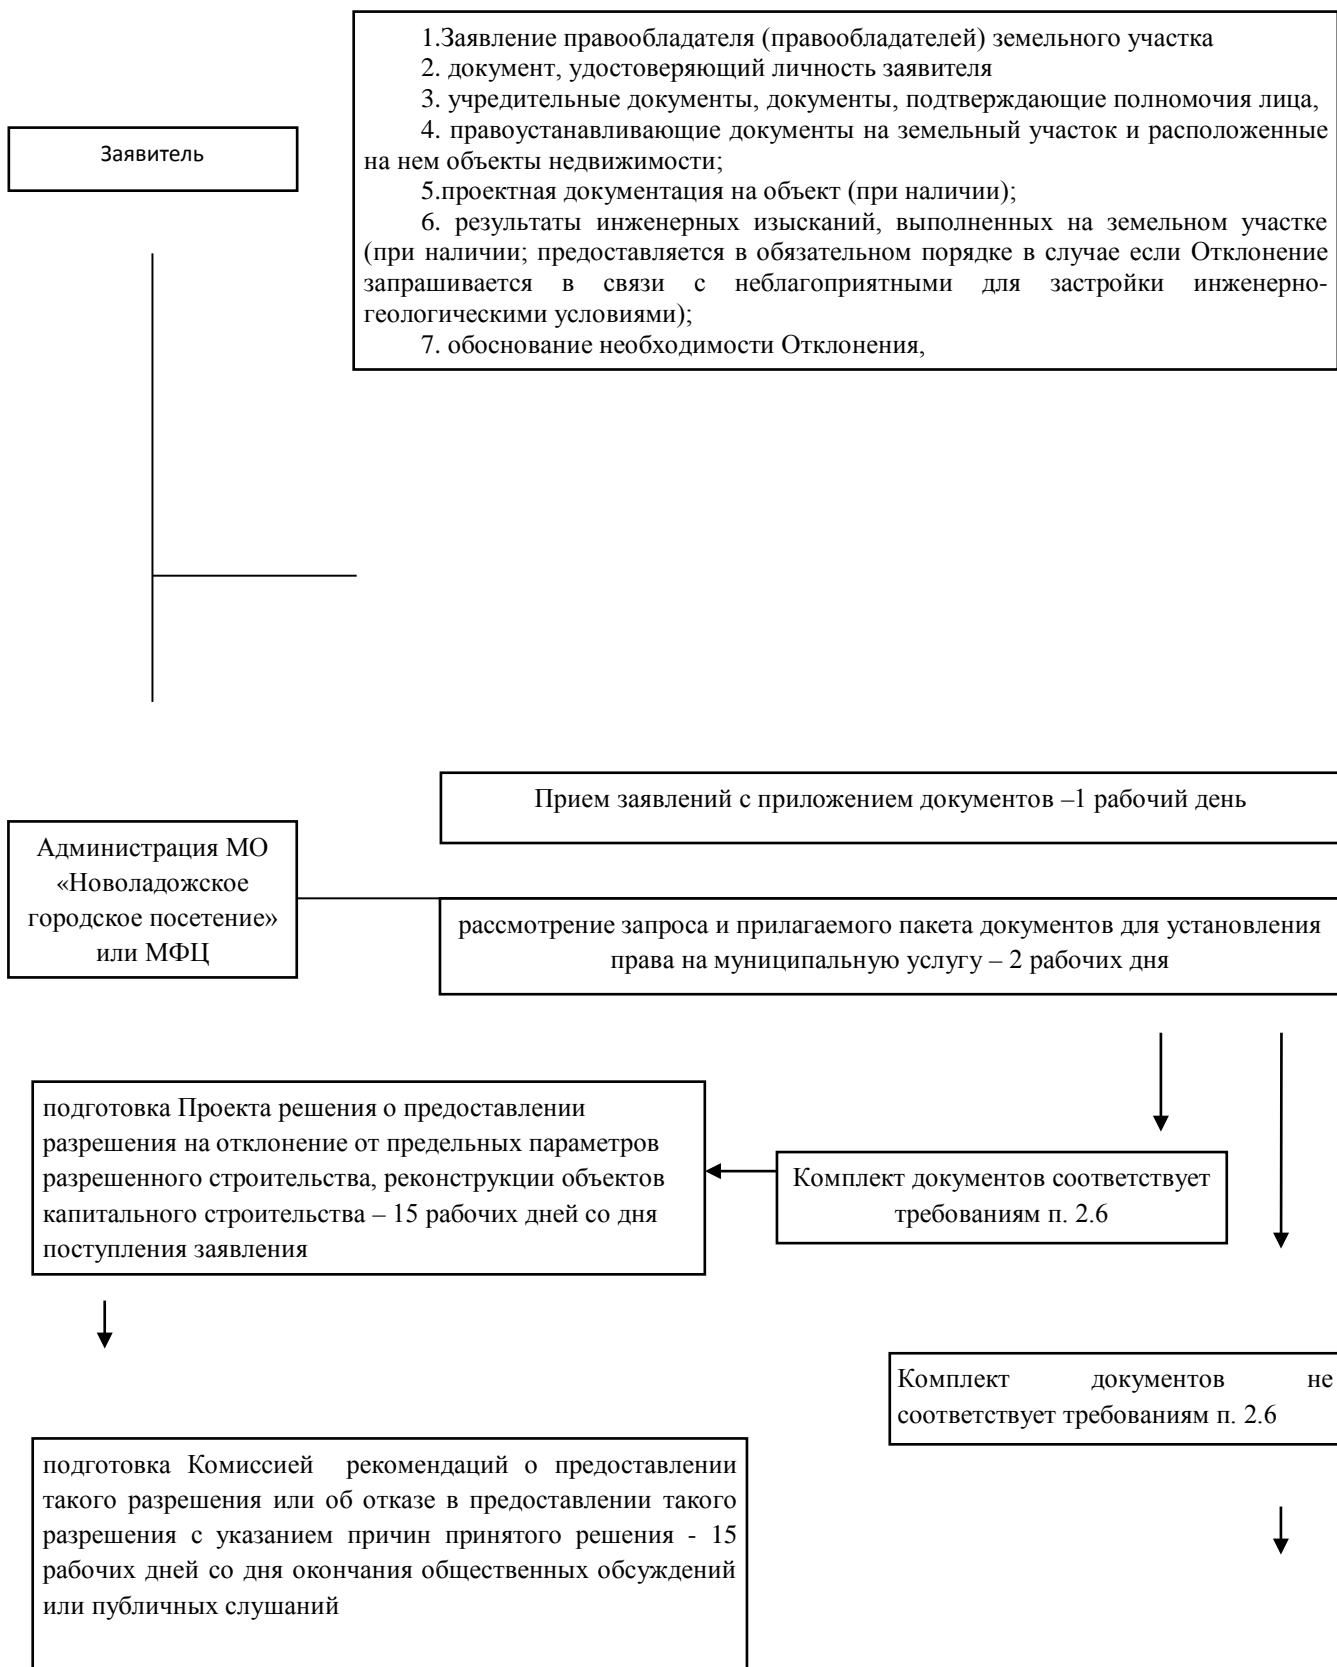 1.Заявление правообладателя (правообладателей) земельного участка
2. документ, удостоверяющий личность заявителя
3. учредительные документы, документы, подтверждающие полномочия лица,
4. правоустанавливающие документы на земельный участок и расположенные
на нем объекты недвижимости;
5.проектная документация на объект (при наличии);
6. результаты инженерных изысканий, выполненных на земельном участке
(при наличии; предоставляется в обязательном порядке в случае если Отклонение
запрашивается в связи с неблагоприятными для застройки инженерно-
геологическими условиями);
7. обоснование необходимости Отклонения,
Заявитель
Прием заявлений с приложением документов –1 рабочий день
Администрация МО
«Новоладожское
городское посетение»
или МФЦ
рассмотрение запроса и прилагаемого пакета документов для установления
права на муниципальную услугу – 2 рабочих дня
подготовка Проекта решения о предоставлении
разрешения на отклонение от предельных параметров
разрешенного строительства, реконструкции объектов
капитального строительства – 15 рабочих дней со дня
поступления заявления
Комплект документов соответствует
требованиям п. 2.6
Комплект документов не
соответствует требованиям п. 2.6
подготовка Комиссией рекомендаций о предоставлении
такого разрешения или об отказе в предоставлении такого
разрешения с указанием причин принятого решения - 15
рабочих дней со дня окончания общественных обсуждений
или публичных слушаний